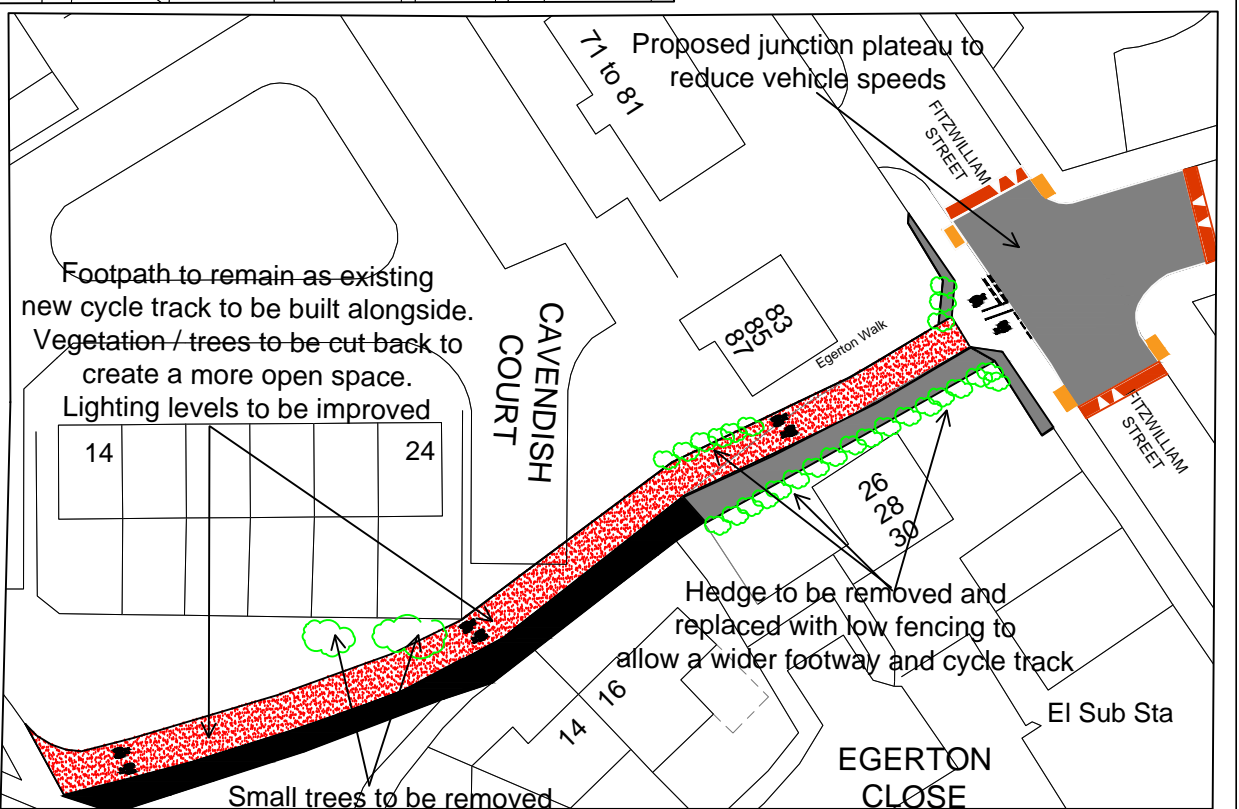 71 to 81
Proposed junction plateau to
reduce vehicle speeds
FITZWILLIAM
STREET
Footpath to remain as existing
new cycle track to be built alongside.
Vegetation / trees to be cut back to
create a more open space.
Lighting levels to be improved
CAVENDISH
COURT
83
85
87
Egerton Walk
FITZWILLIAM
STREET
14
24
26
28
30
Hedge to be removed and
replaced with low fencing to
allow a wider footway and cycle track
16
14
El Sub Sta
EGERTON
CLOSE
Small trees to be removed